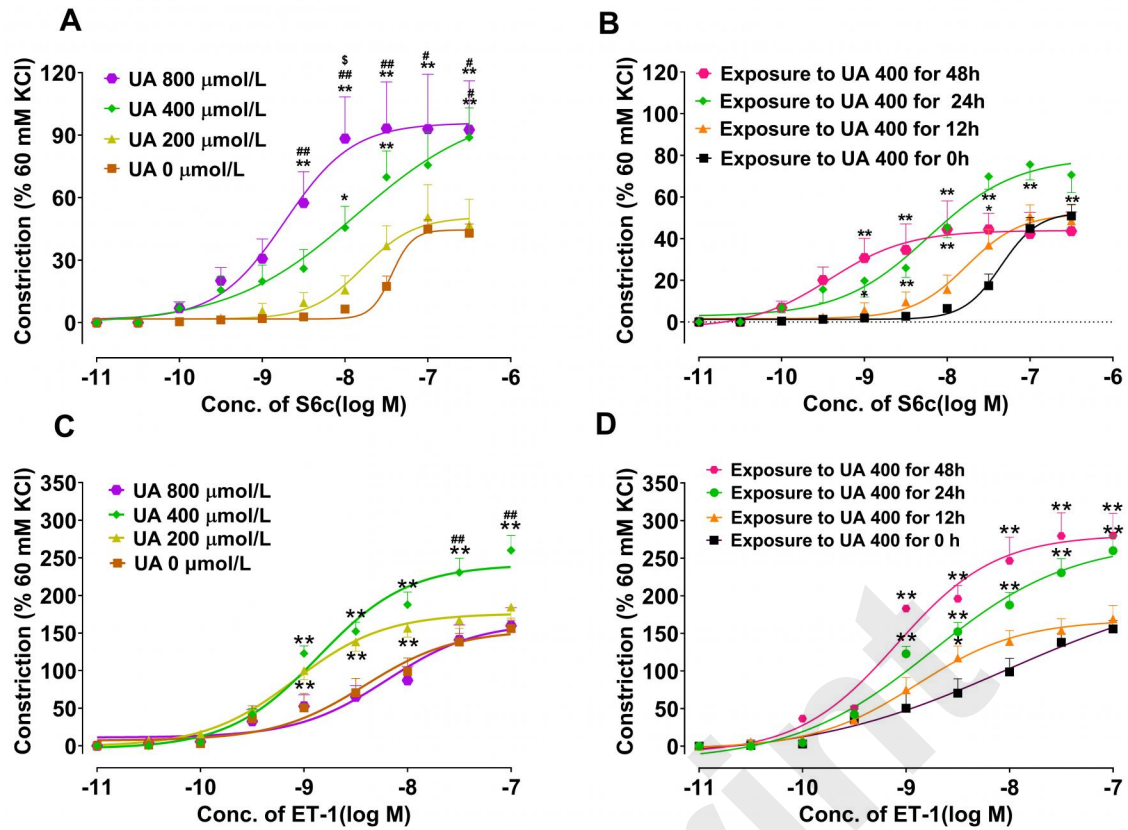 A
UA 800 μmol/L
UA 400 μmol/L
UA 200 μmol/L
UA 0 μmol/L
$
##
**
##
**
#
**
#
**
#
**
##
**
*
**
120
90
60
30
0
Constriction (% 60 mM KCl)
-11 -10 -9 -8 -7 -6
Conc. of S6c(log M)
B
Exposure to UA 400 for 48h
Exposure to UA 400 for 24h
Exposure to UA 400 for 12h
Exposure to UA 400 for 0h
**
**
**
**
*
**
**
*
**
**
120
100
80
60
40
20
0
Constriction (% 60 mM KCl)
-11 -10 -9 -8 -7 -6
Conc. of S6c(log M)
C
UA 800 μmol/L
UA 400 μmol/L
UA 200 μmol/L
UA 0 μmol/L
##
**
##
**
**
**
**
**
**
**
350
300
250
200
150
100
50
0
Constriction (% 60 mM KCl)
-11 -10 -9 -8 -7
Conc. of ET-1(log M)
D
Exposure to UA 400 for 48h
Exposure to UA 400 for 24h
Exposure to UA 400 for 12h
Exposure to UA 400 for 0 h
**
**
**
**
**
**
**
**
**
**
*
350
300
250
200
150
100
50
0
Constriction (% 60 mM KCl)
-11 -10 -9 -8 -7
Conc. of ET-1(log M)